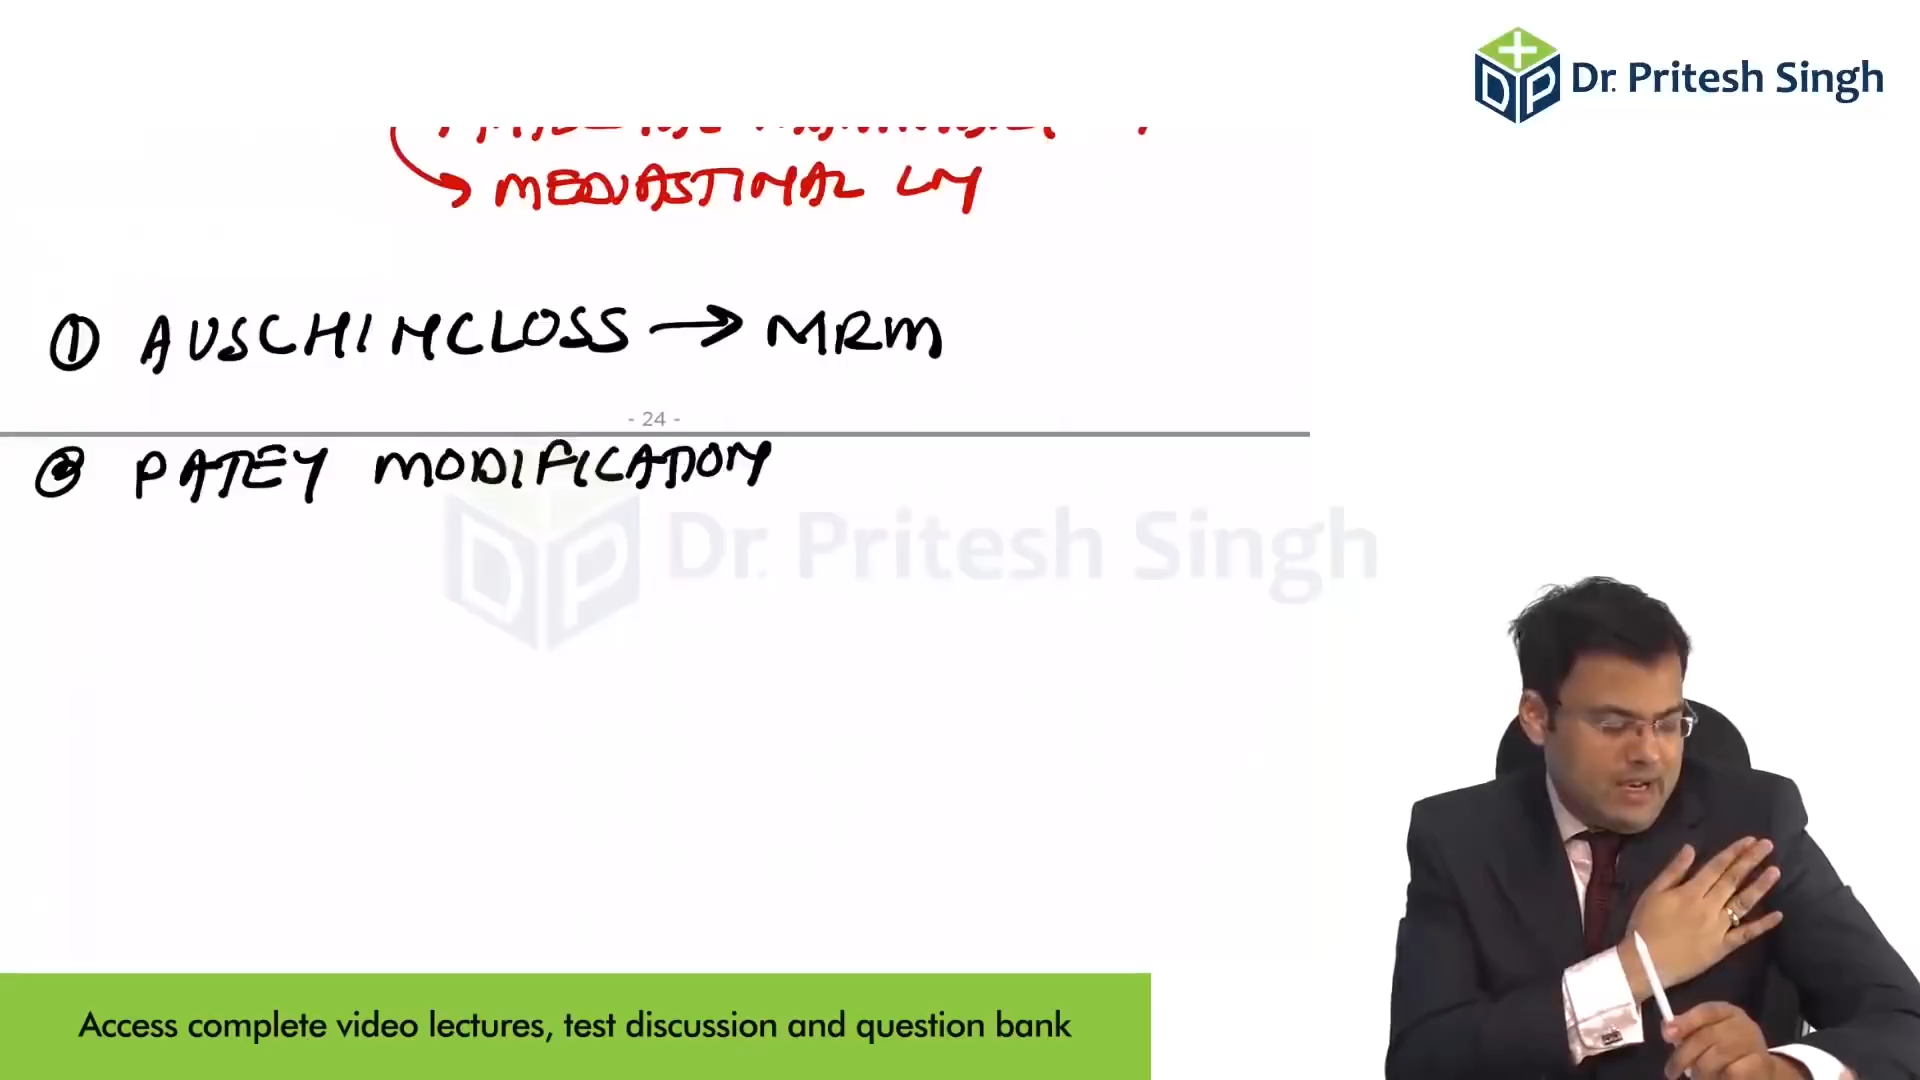 Dr. Pritesh Singh
MEDIASTINAL LN
① AUSCHINCLOSS → MRM
- 24 -
② PATEY MODIFICATION
Dr. Pritesh Singh
Access complete video lectures, test discussion and question bank